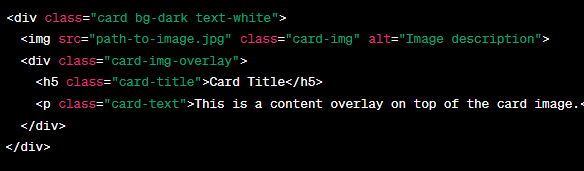 <div class="card bg-dark text-white">
<img src="path-to-image.jpg" class="card-img" alt="Image description">
<div class="card-img-overlay">
<h5 class="card-title">Card Title</h5>
<p class="card-text">This is a content overlay on top of the card image.<
</div>
</div>